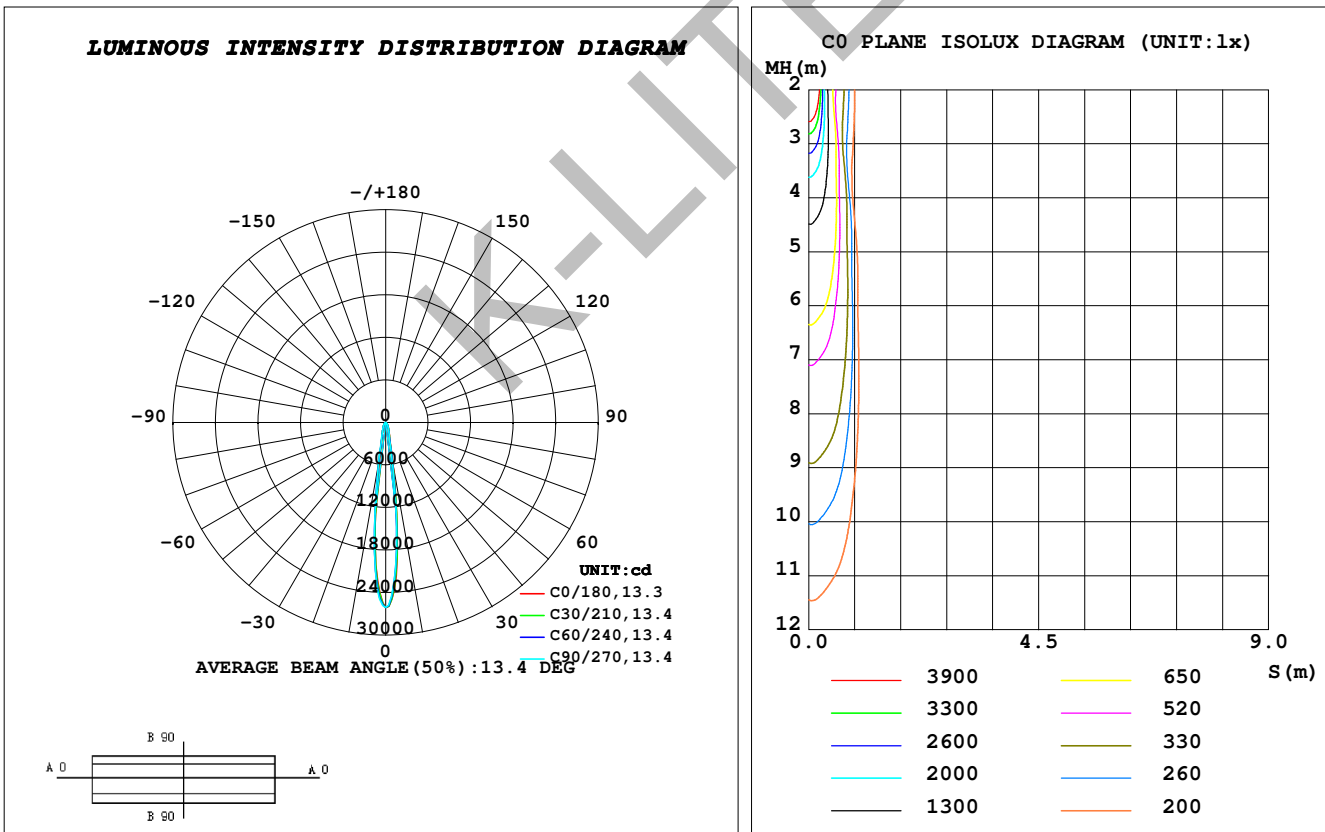 LUMINOUS INTENSITY DISTRIBUTION DIAGRAM
-/+180
-150
150
-120
120
-90
90
-60
60
-30
30
0
6000
12000
18000
24000
30000
0
UNIT:cd
C0/180,13.3
C30/210,13.4
C60/240,13.4
C90/270,13.4
AVERAGE BEAM ANGLE(50%):13.4 DEG
B 90
A 0
A 0
B 90
K-LITE
C0 PLANE ISOLUX DIAGRAM (UNIT:lx)
MH(m)
2
3
4
5
6
7
8
9
10
11
12
0.0
4.5
9.0
S(m)
3900
650
3300
520
2600
330
2000
260
1300
200